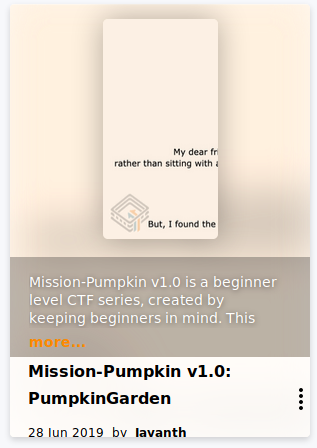 My dear fr
rather than sitting with a
But, I found the
Mission-Pumpkin v1.0 is a beginner
level CTF series, created by
keeping beginners in mind. This
more...
Mission-Pumpkin v1.0:
PumpkinGarden
28 Jun 2019 by Jayanth